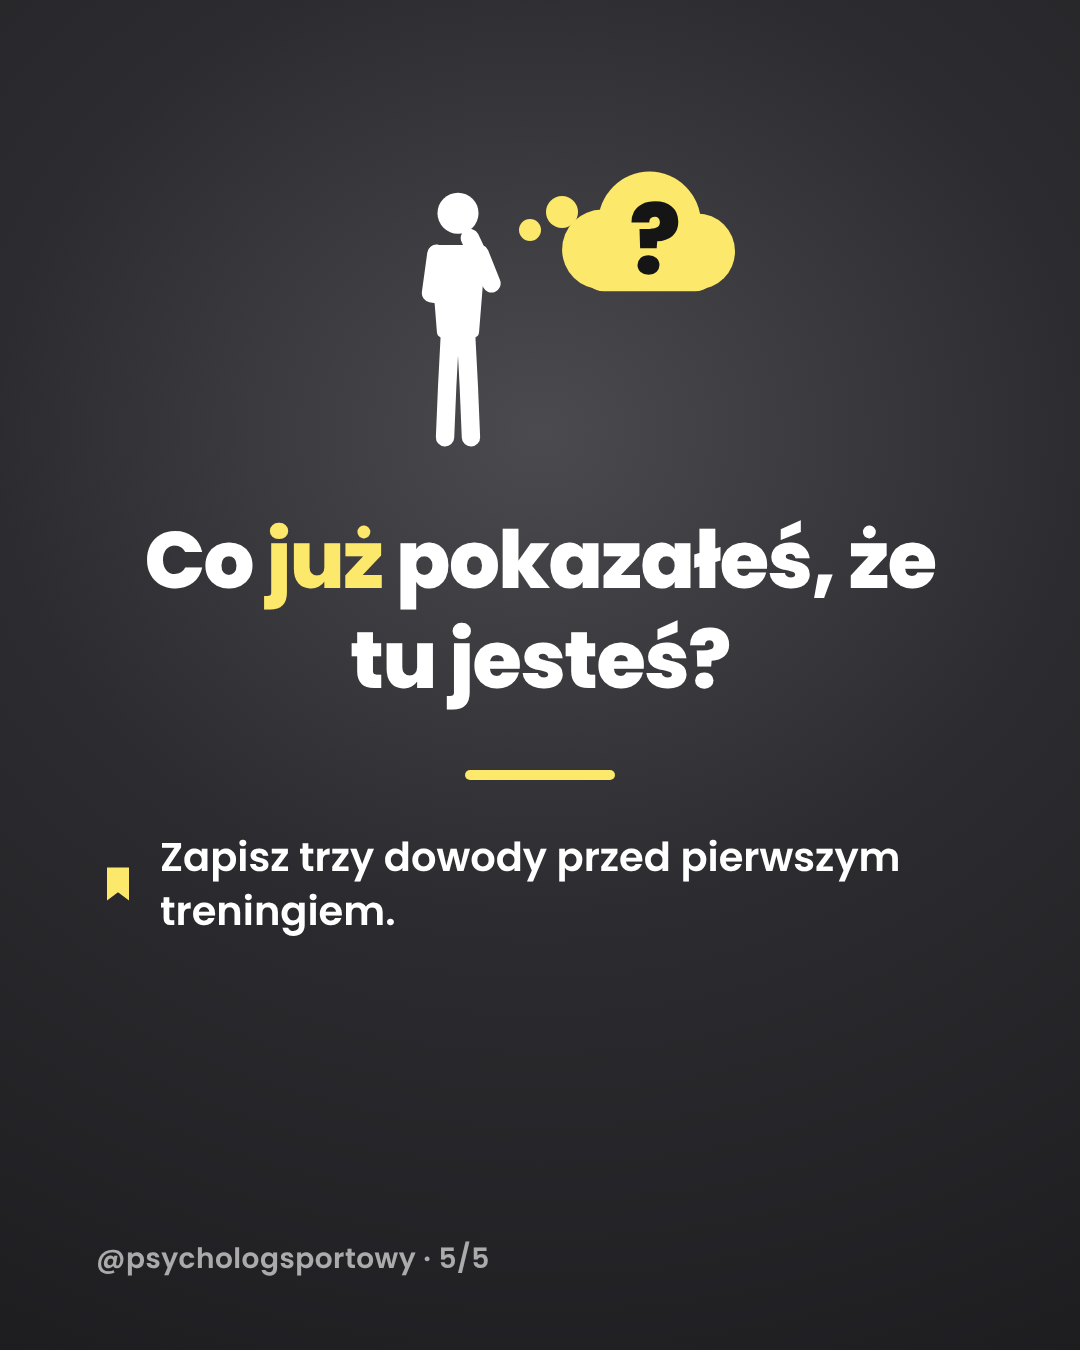 ?
Co już pokazałeś, że
tu jesteś?
Zapisz trzy dowody przed pierwszym
treningiem.
@psychologsportowy · 5/5